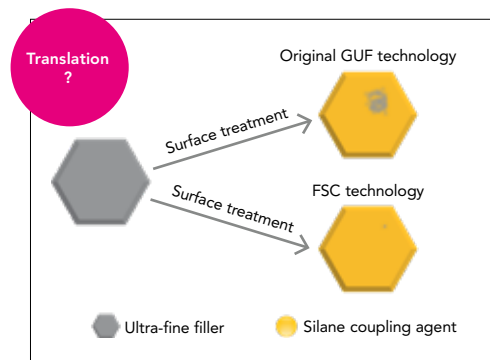 Translation
?
Original GUF technology
Surface treatment
Surface treatment
FSC technology
Ultra-fine filler
Silane coupling agent